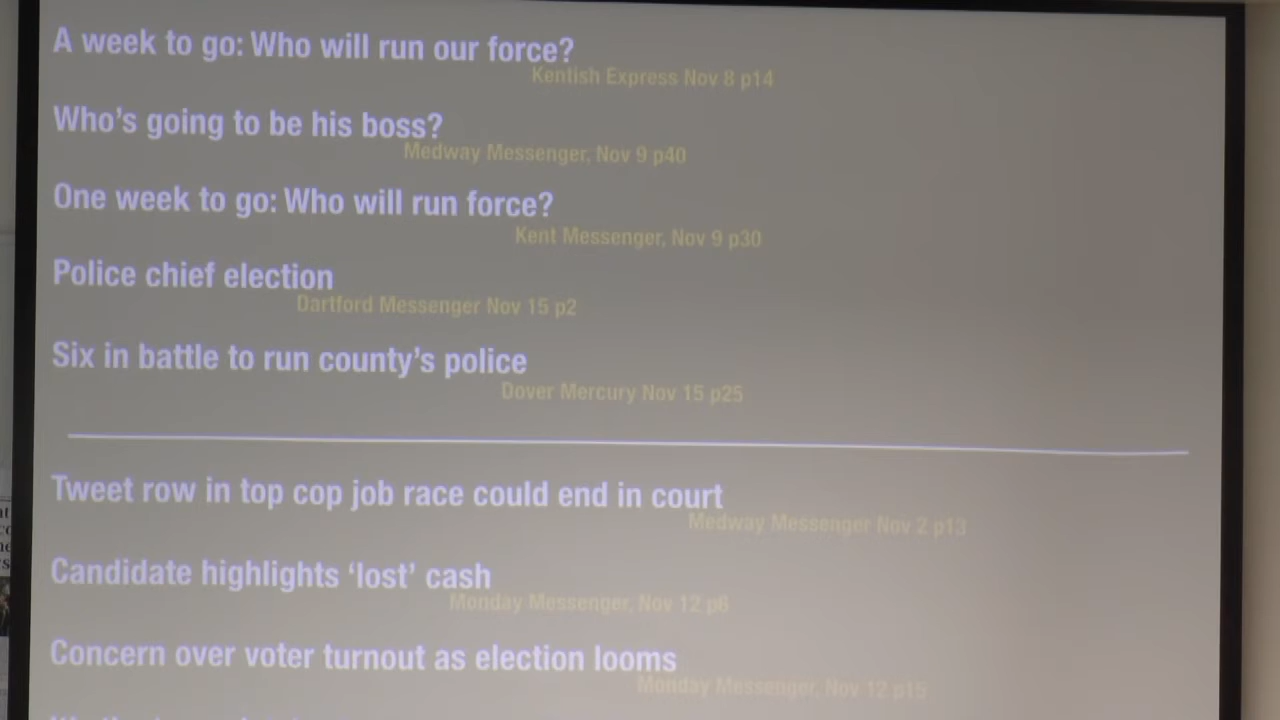 A week to go: Who will run our force?
Kentish Express Nov 8 p14
Who's going to be his boss?
Medway Messenger, Nov 9 p40
One week to go: Who will run force?
Kent Messenger, Nov 9 p30
Police chief election
Dartford Messenger Nov 15 p2
Six in battle to run county's police
Dover Mercury Nov 15 p25
Tweet row in top cop job race could end in court
Medway Messenger Nov 2 p13
Candidate highlights ‘lost’ cash
Monday Messenger, Nov 12 p6
Concern over voter turnout as election looms
Monday Messenger, Nov 12 p15